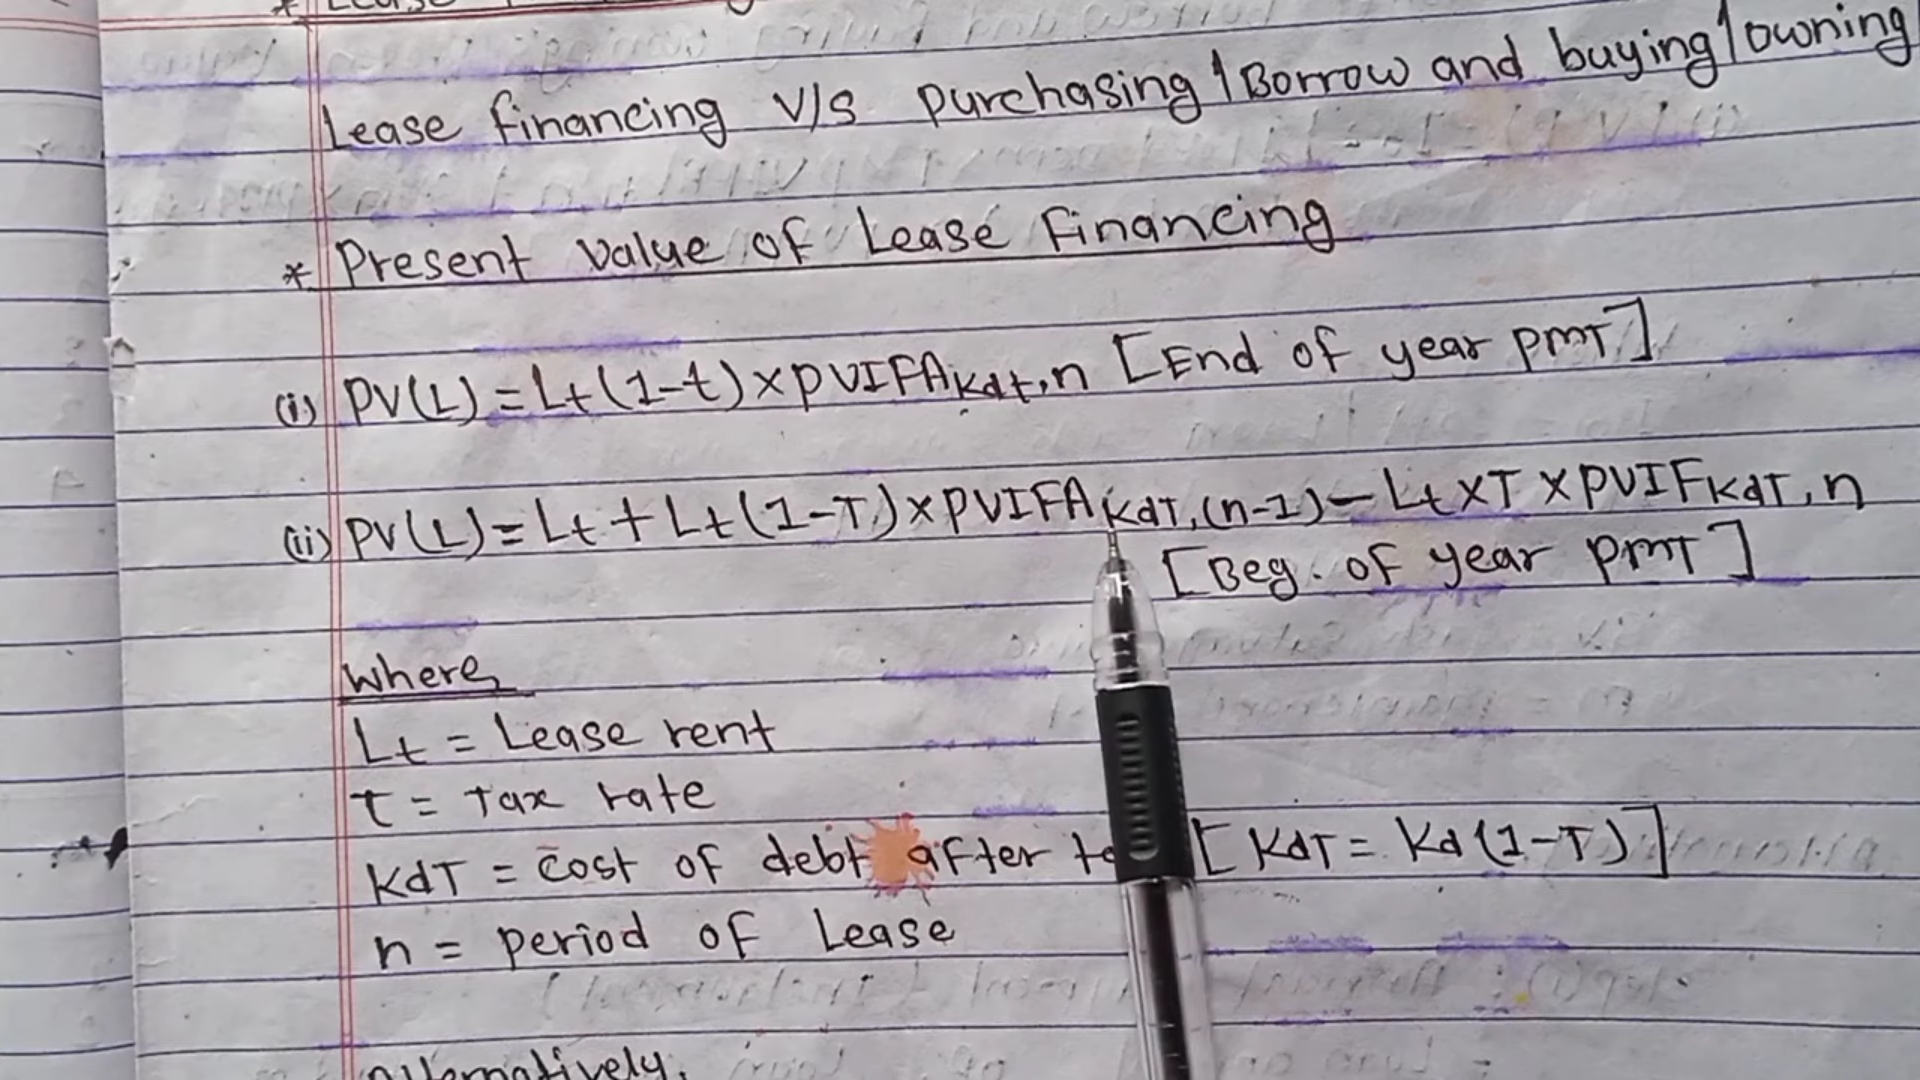 * Lease
Lease financing V/S purchasing/Borrow and buying/owning
* Present Value of Lease Financing
(i) PV(L) = Lt(1-t) × PVIFAKdt,n [End of year PMT]
(ii) PV(L) = Lt + Lt(1-T) × PVIFAKdT,(n-1) - Lt × T × PVIFKdT,n
[Beg. of year PMT]
Where,
Lt = Lease rent
t = Tax rate
KdT = Cost of debt after [KdT = Kd(1-T)]
n = period of Lease
Alternatively,